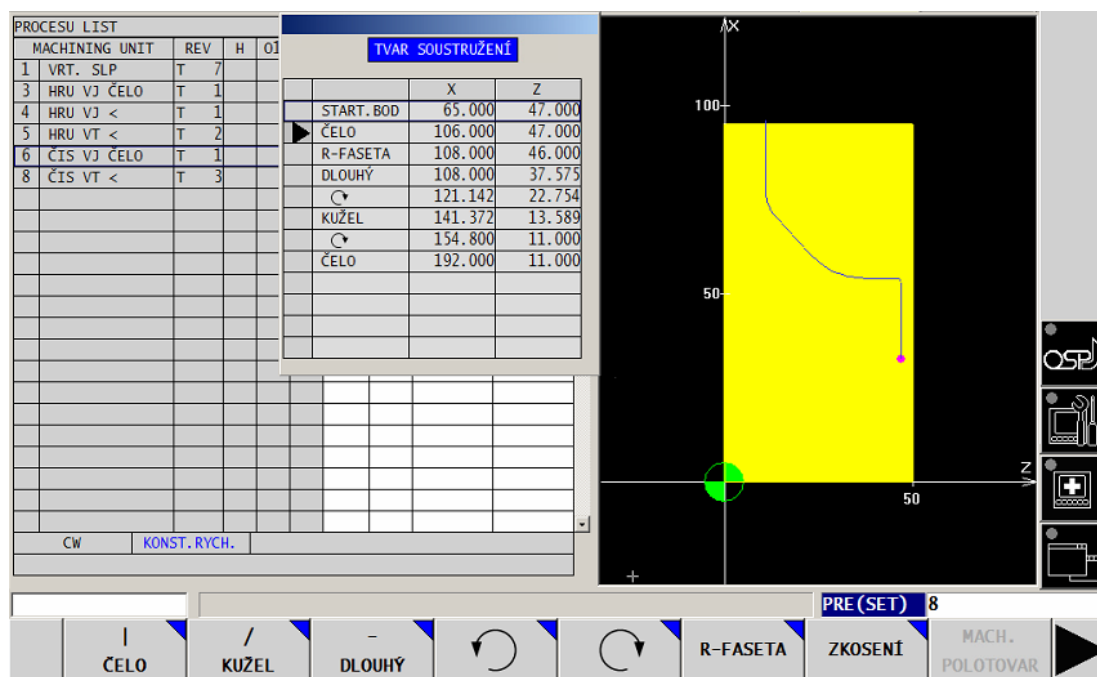 PROCESU LIST
MACHINING UNIT REV H
1 VRT. SLP T 7
3 HRU VJ ČELO T 1
4 HRU VJ < T 1
5 HRU VT < T 2
6 ČIS VJ ČELO T 1
8 ČIS VT < T 3
TVAR SOUSTRUŽENÍ
X Z
START.BOD 65.000 47.000
ČELO 106.000 47.000
R-FASETA 108.000 46.000
DLOUHÝ 108.000 37.575
121.142 22.754
KUŽEL 141.372 13.589
154.800 11.000
ČELO 192.000 11.000
CW KONST.RYCH.
X
100
50
Z
50
OSP
PRE(SET) 8
| ČELO
/ KUŽEL
- DLOUHÝ
R-FASETA
ZKOSENÍ
MACH.
POLOTOVAR